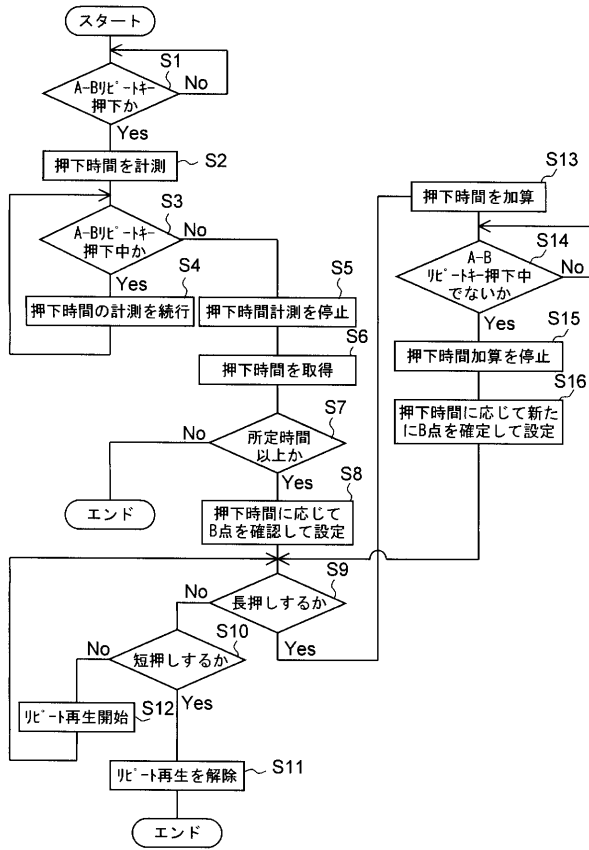 スタート
S1
A-Bリピートキー
押下か
No
Yes
押下時間を計測
S2
S3
A-Bリピートキー
押下中か
No
Yes
S4
押下時間の計測を続行
S5
押下時間計測を停止
S6
押下時間を取得
S7
所定時間
以上か
No
Yes
エンド
S8
押下時間に応じて
B点を確認して設定
S9
長押しするか
No
Yes
S10
短押しするか
No
Yes
リピート再生開始
S12
リピート再生を解除
S11
エンド
S13
押下時間を加算
S14
A-B
リピートキー押下中
でないか
No
Yes
S15
押下時間加算を停止
S16
押下時間に応じて新た
にB点を確定して設定